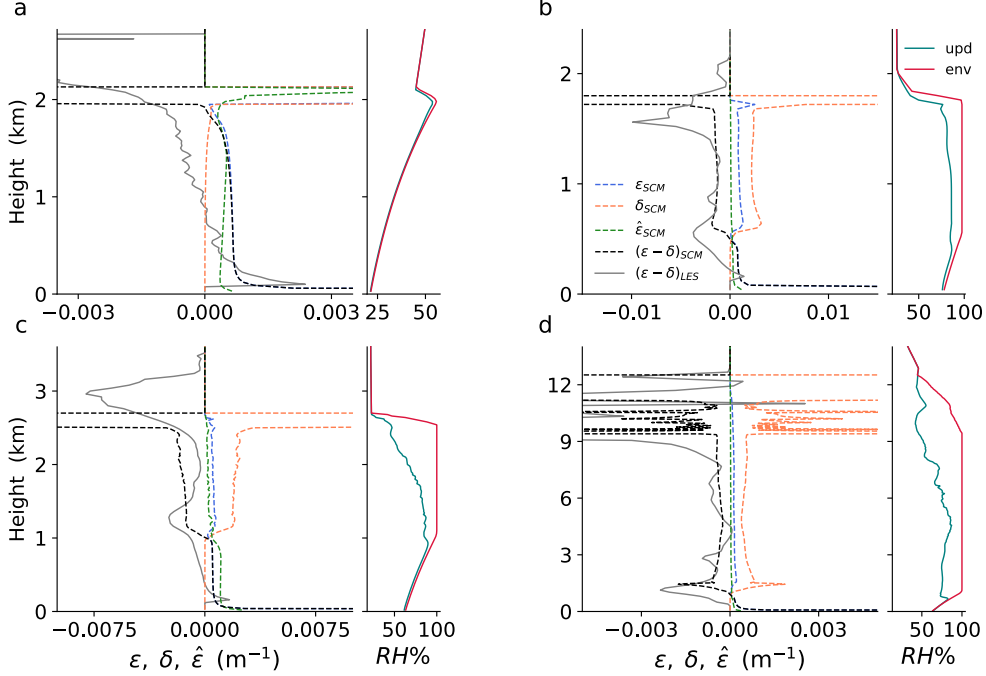 a
Height (km)
2
1
0
−0.003
0.000
0.003
25
50
b
2
1
0
−0.01
0.00
0.01
50
100
upd
env
ε_SCM
δ_SCM
ε̂_SCM
(ε − δ)_SCM
(ε − δ)_LES
c
Height (km)
3
2
1
0
−0.0075
0.0000
0.0075
ε, δ, ε̂ (m⁻¹)
50
100
RH%
d
12
9
6
3
0
−0.003
0.000
0.003
ε, δ, ε̂ (m⁻¹)
50
100
RH%